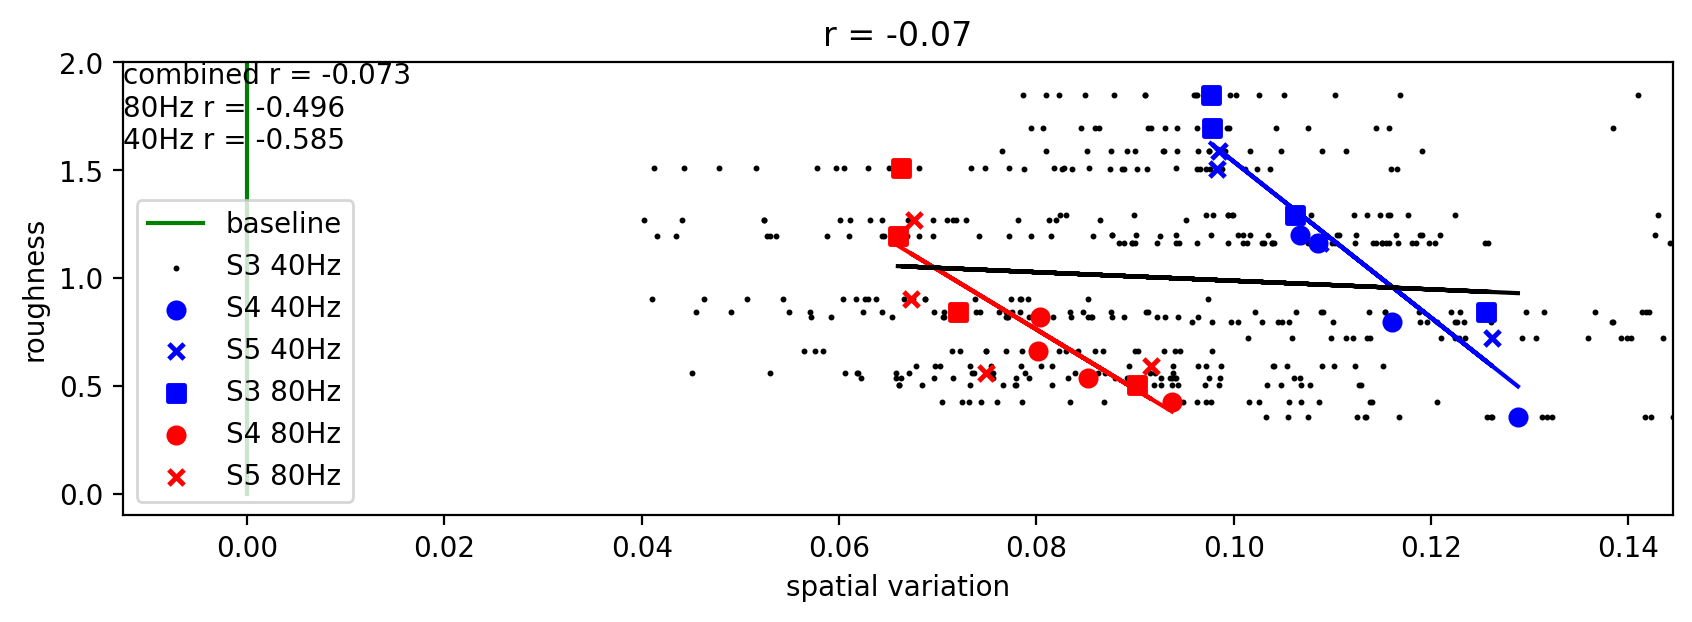 r = -0.07
combined r = -0.073
80Hz r = -0.496
40Hz r = -0.585
baseline
S3 40Hz
S4 40Hz
S5 40Hz
S3 80Hz
S4 80Hz
S5 80Hz
2.0
1.5
1.0
0.5
0.0
roughness
0.00 0.02 0.04 0.06 0.08 0.10 0.12 0.14
spatial variation